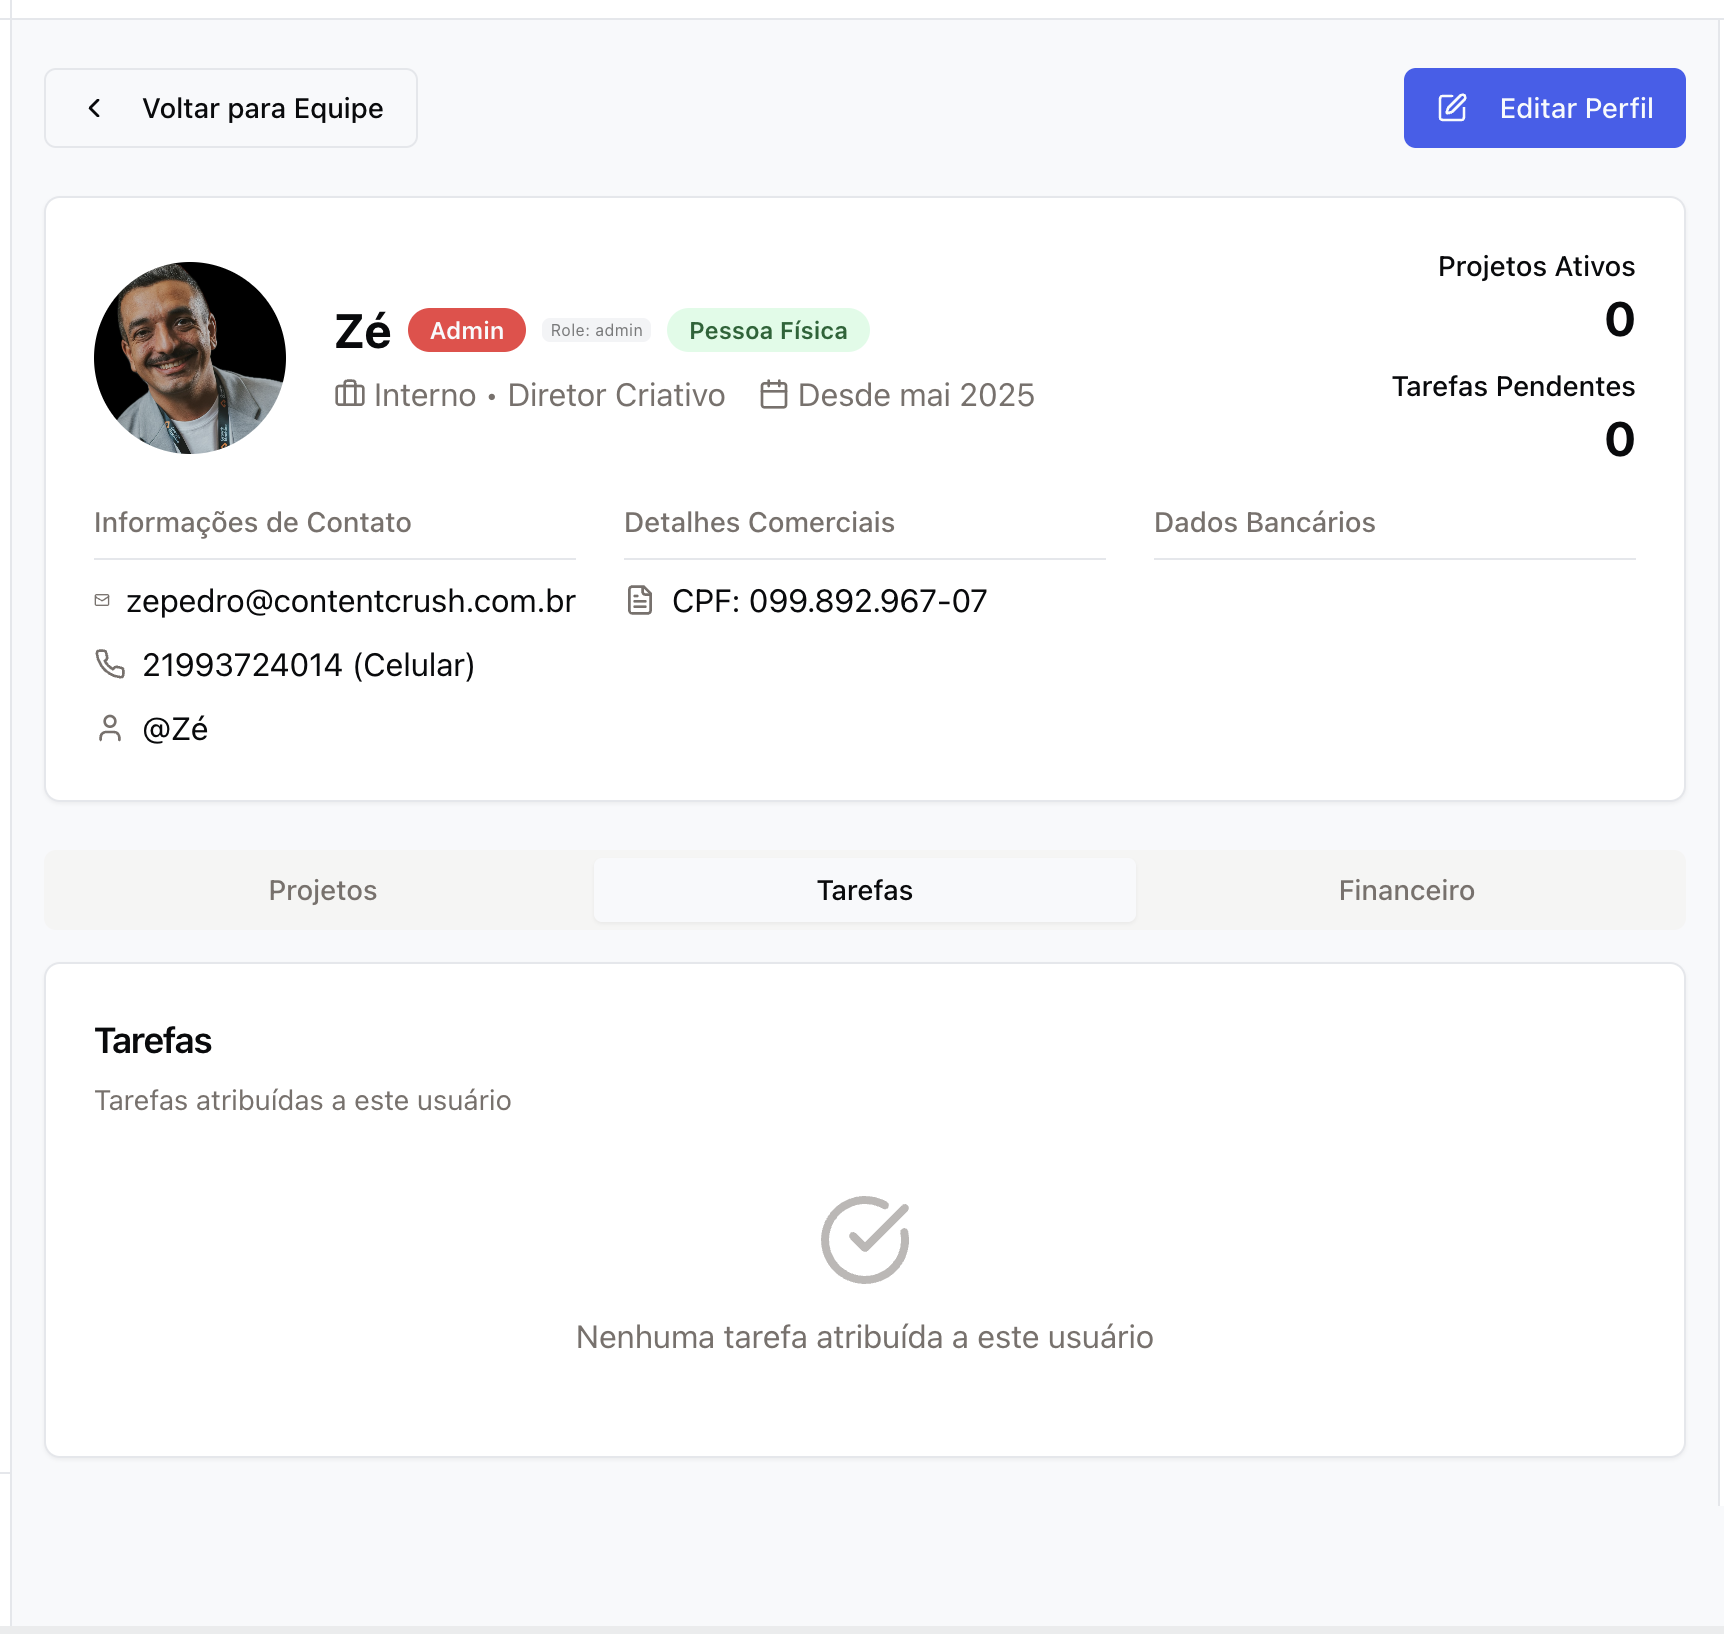 Voltar para Equipe
Editar Perfil
Zé Admin Role: admin Pessoa Física
Interno • Diretor Criativo Desde mai 2025
Projetos Ativos
0
Tarefas Pendentes
0
Informações de Contato
zepedro@contentcrush.com.br
21993724014 (Celular)
@Zé
Detalhes Comerciais
CPF: 099.892.967-07
Dados Bancários
Projetos Tarefas Financeiro
Tarefas
Tarefas atribuídas a este usuário
Nenhuma tarefa atribuída a este usuário